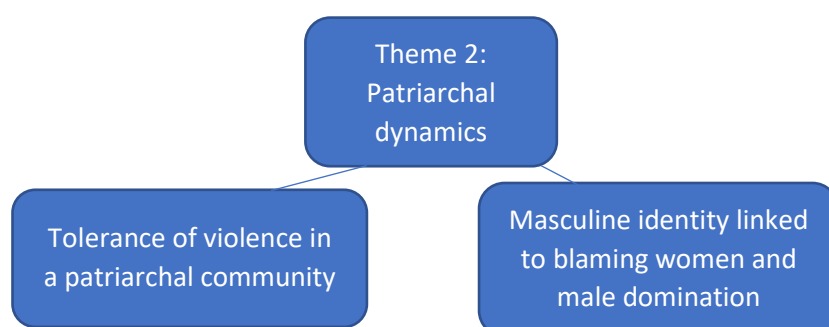 Theme 2:
Patriarchal
dynamics
Tolerance of violence in
a patriarchal community
Masculine identity linked
to blaming women and
male domination